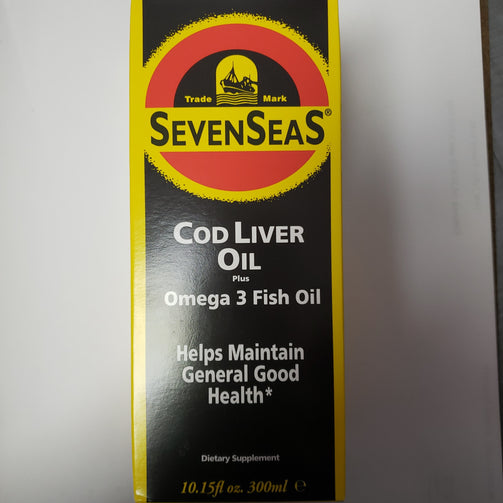 Trade Mark
SEVENSEAS®
COD LIVER
OIL
Plus
Omega 3 Fish Oil
Helps Maintain
General Good
Health*
Dietary Supplement
10.15fl oz. 300ml ℮